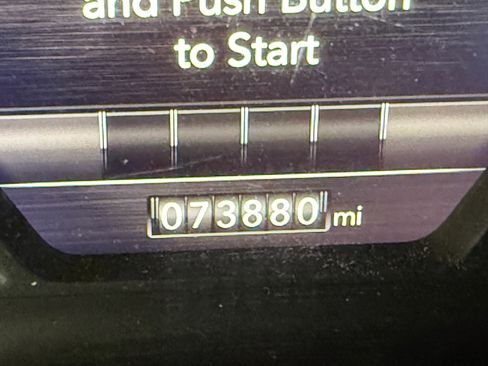 and Push Button
to Start
073880 mi